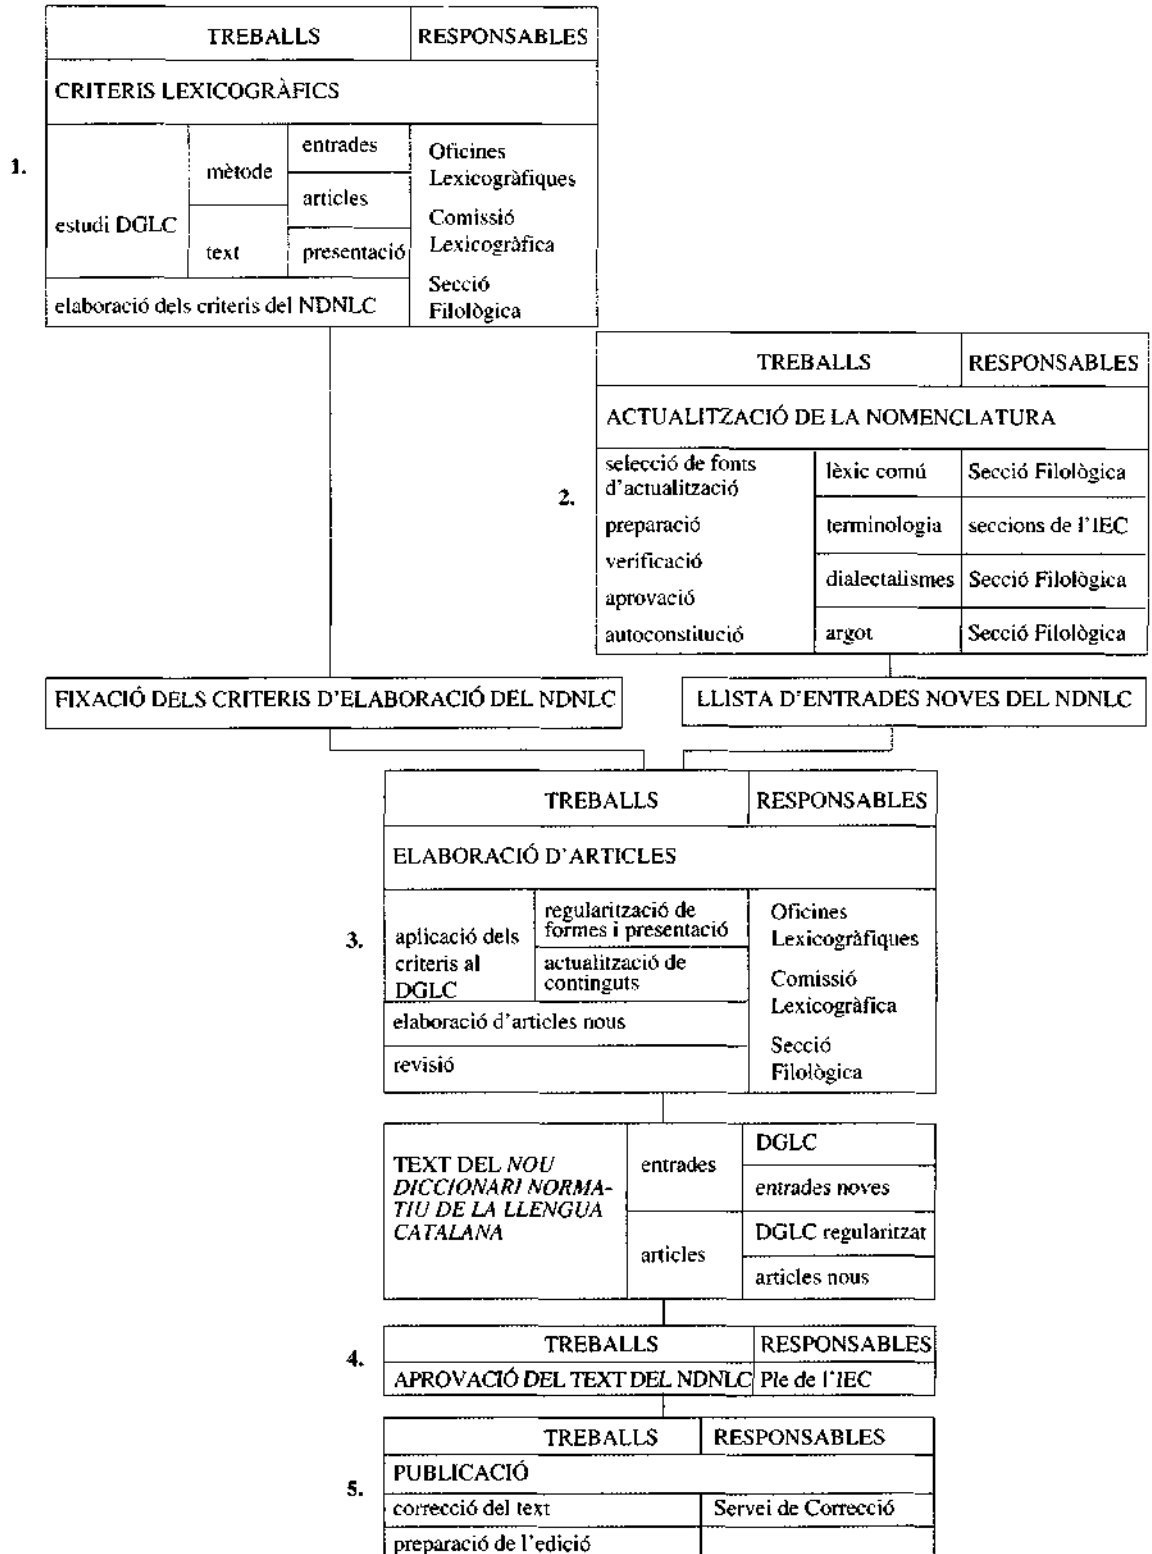 TREBALLS RESPONSABLES
CRITERIS LEXICOGRÀFICS
1.
estudi DGLC
mètode
text
entrades
articles
presentació
elaboració dels criteris del NDNLC
Oficines
Lexicogràfiques
Comissió
Lexicogràfica
Secció
Filològica
TREBALLS RESPONSABLES
ACTUALITZACIÓ DE LA NOMENCLATURA
2.
selecció de fonts
d'actualització
preparació
verificació
aprovació
autoconstitució
lèxic comú Secció Filològica
terminologia seccions de l'IEC
dialectalismes Secció Filològica
argot Secció Filològica
FIXACIÓ DELS CRITERIS D'ELABORACIÓ DEL NDNLC
LLISTA D'ENTRADES NOVES DEL NDNLC
TREBALLS RESPONSABLES
ELABORACIÓ D'ARTICLES
3.
aplicació dels
criteris al
DGLC
regularització de
formes i presentació
actualització de
continguts
elaboració d'articles nous
revisió
Oficines
Lexicogràfiques
Comissió
Lexicogràfica
Secció
Filològica
TEXT DEL NOU
DICCIONARI NORMA-
TIU DE LA LLENGUA
CATALANA
entrades
DGLC
entrades noves
articles
DGLC regularitzat
articles nous
4.
TREBALLS RESPONSABLES
APROVACIÓ DEL TEXT DEL NDNLC Ple de l'IEC
TREBALLS RESPONSABLES
5.
PUBLICACIÓ
correcció del text Servei de Correcció
preparació de l'edició